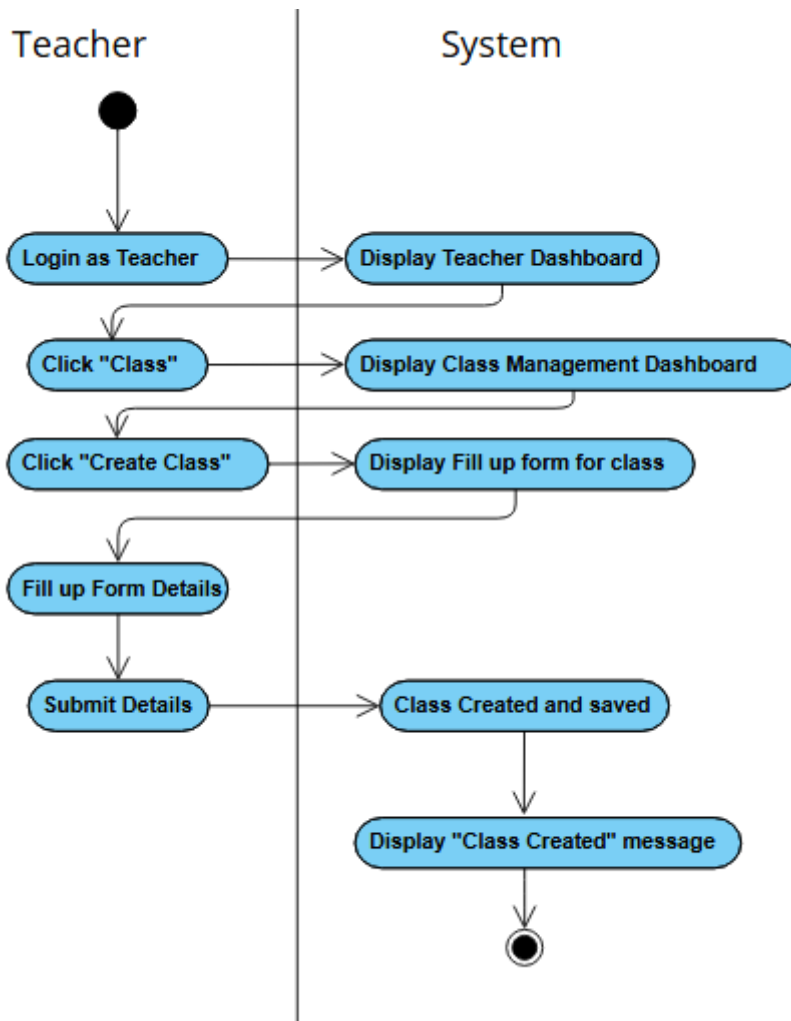 Teacher
System
Login as Teacher
Display Teacher Dashboard
Click "Class"
Display Class Management Dashboard
Click "Create Class"
Display Fill up form for class
Fill up Form Details
Submit Details
Class Created and saved
Display "Class Created" message